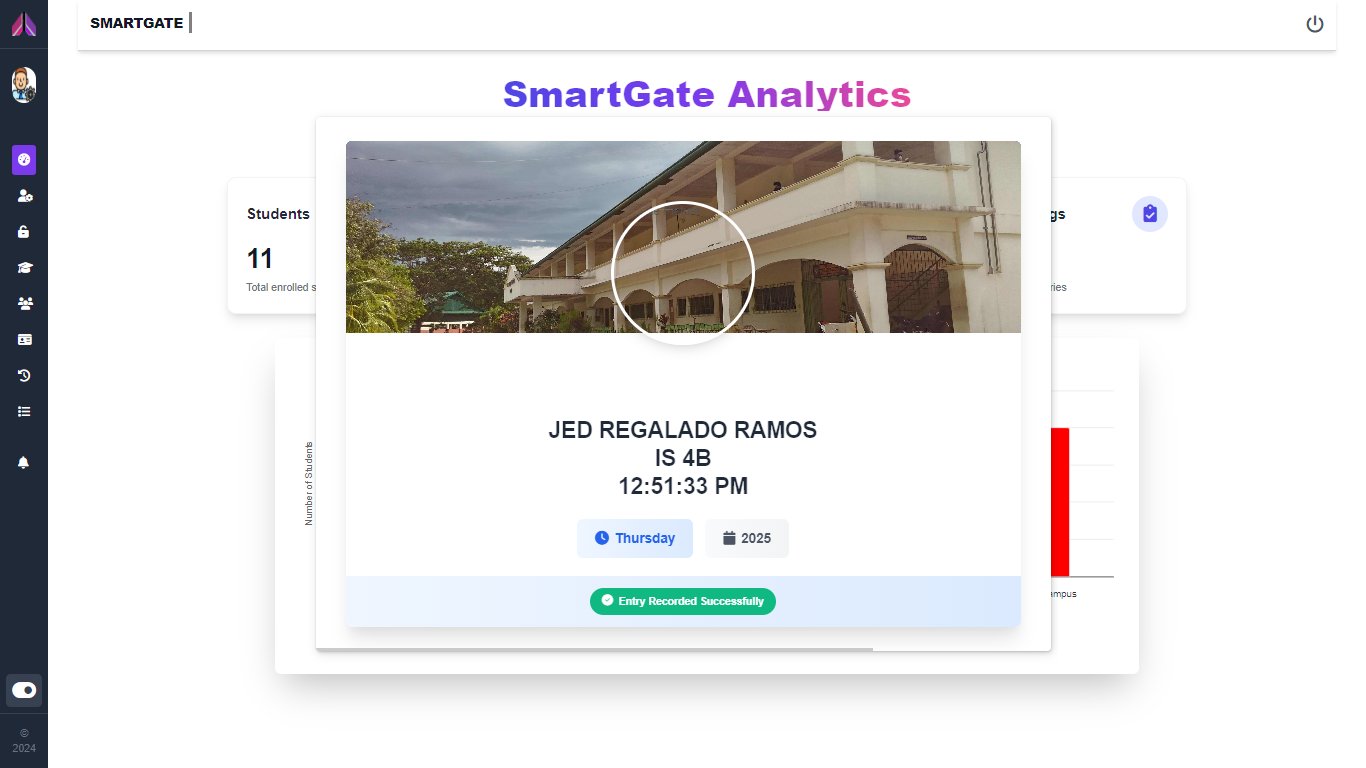 SMARTGATE
SmartGate Analytics
Students
gs
11
Total enrolled s
ries
JED REGALADO RAMOS
IS 4B
12:51:33 PM
Thursday
2025
Entry Recorded Successfully
Number of Students
ampus
©
2024